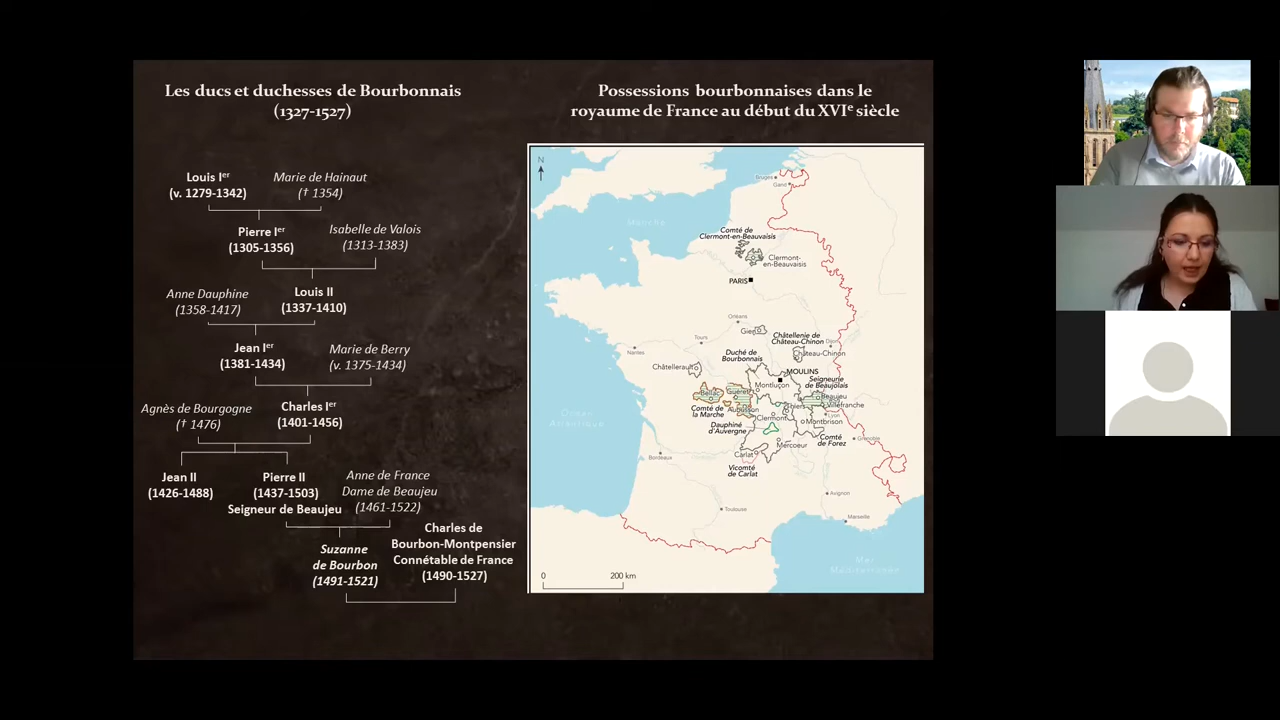 Les ducs et duchesses de Bourbonnais
(1327-1527)
Louis Iᵉʳ
(v. 1279-1342)
Marie de Hainaut
(† 1354)
Pierre Iᵉʳ
(1305-1356)
Isabelle de Valois
(1313-1383)
Anne Dauphine
(1358-1417)
Louis II
(1337-1410)
Jean Iᵉʳ
(1381-1434)
Marie de Berry
(v. 1375-1434)
Agnès de Bourgogne
(† 1476)
Charles Iᵉʳ
(1401-1456)
Jean II
(1426-1488)
Pierre II
(1437-1503)
Seigneur de Beaujeu
Anne de France
Dame de Beaujeu
(1461-1522)
Suzanne
de Bourbon
(1491-1521)
Charles de
Bourbon-Montpensier
Connétable de France
(1490-1527)
Possessions bourbonnaises dans le
royaume de France au début du XVIᵉ siècle
N
Bruges
Gand
Manche
Comté de
Clermont-en-Beauvaisis
Clermont-
en-Beauvaisis
PARIS
Orléans
Gien
Châtellenie de
Château-Chinon
Château-Chinon
Dijon
Tours
Nantes
Duché de
Bourbonnais
MOULINS
Châtellerault
Montluçon
Seigneurie
de Beaujolais
Bellac
Guéret
Beaujeu
Villefranche
Aubusson
Thiers
Comté de
la Marche
Clermont
Lyon
Montbrison
Dauphiné
d'Auvergne
Comté
de Forez
Grenoble
Mercoeur
Carlat
Vicomté
de Carlat
Bordeaux
Océan
Atlantique
Avignon
Toulouse
Marseille
Mer
Méditerranée
0
200 km